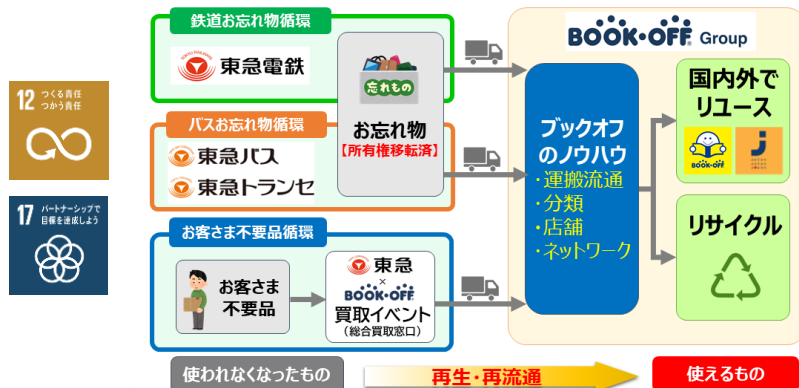 12 つくる責任
つかう責任
17 パートナーシップで
目標を達成しよう
鉄道お忘れ物循環
東急電鉄
バスお忘れ物循環
東急バス
東急トランセ
忘れもの
お忘れ物
【所有権移転済】
お客さま不要品循環
お客さま
不要品
東急
×
BOOK・OFF
買取イベント
(総合買取窓口)
BOOK・OFF Group
ブックオフ
のノウハウ
・運搬流通
・分類
・店舗
・ネットワーク
国内外で
リユース
BOOK・OFF
リサイクル
使われなくなったもの
再生・再流通
使えるもの